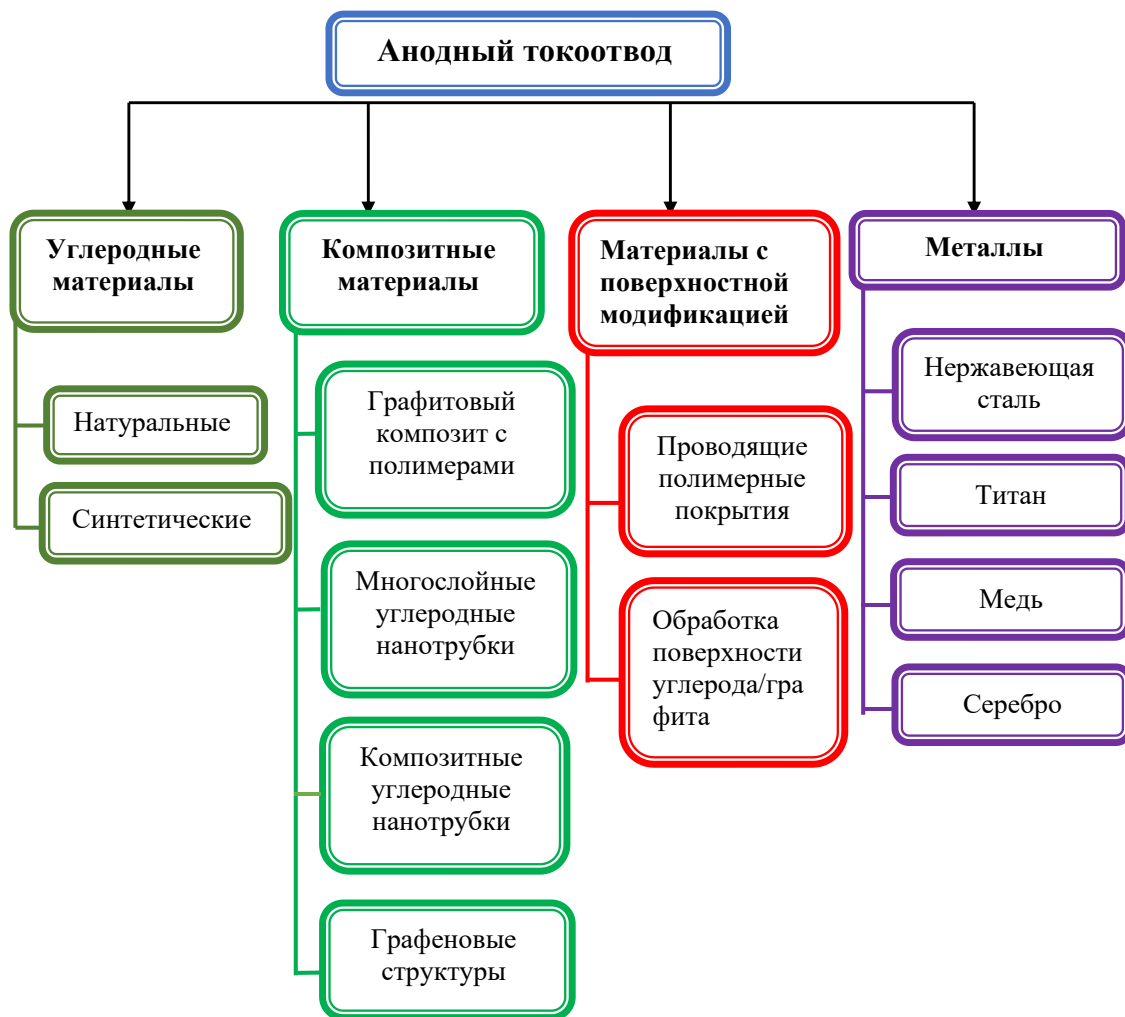 Анодный токоотвод
Углеродные
материалы
Натуральные
Синтетические
Композитные
материалы
Графитовый
композит с
полимерами
Многослойные
углеродные
нанотрубки
Композитные
углеродные
нанотрубки
Графеновые
структуры
Материалы с
поверхностной
модификацией
Проводящие
полимерные
покрытия
Обработка
поверхности
углерода/гра
фита
Металлы
Нержавеющая
сталь
Титан
Медь
Серебро